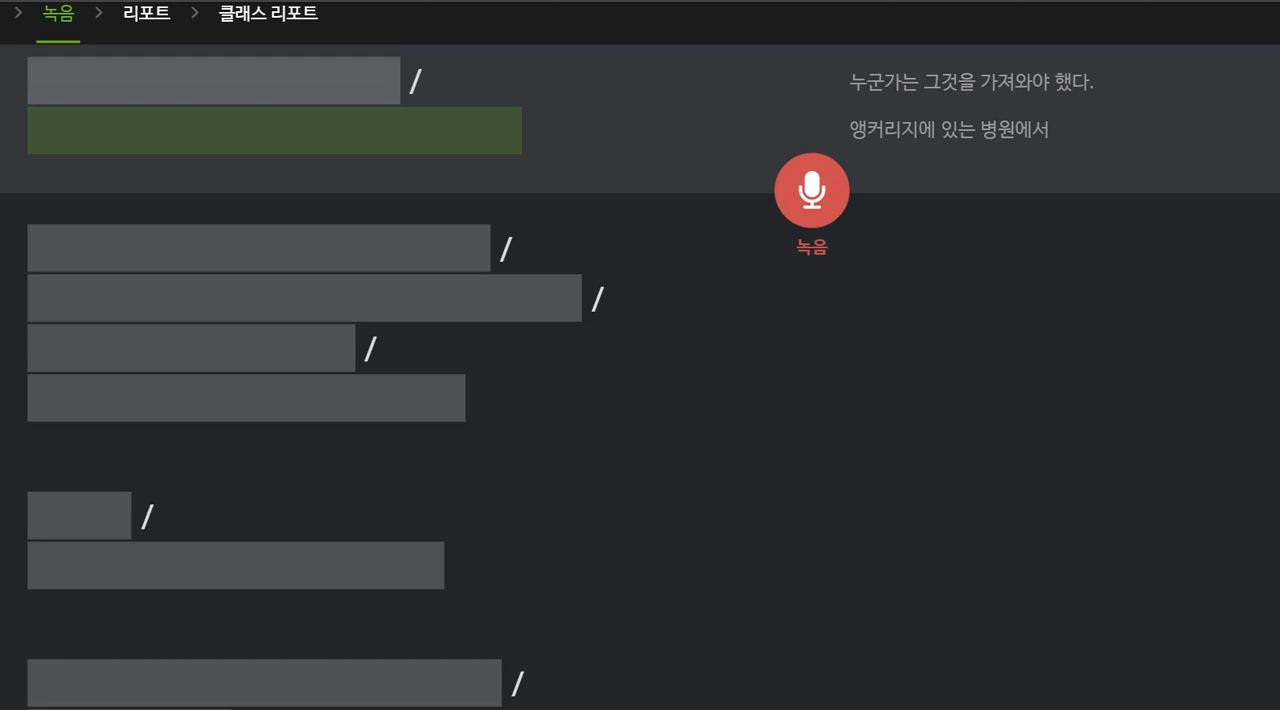 > 녹음 > 리포트 > 클래스 리포트
/
누군가는 그것을 가져와야 했다.
앵커리지에 있는 병원에서
녹음
/
/
/
/
/